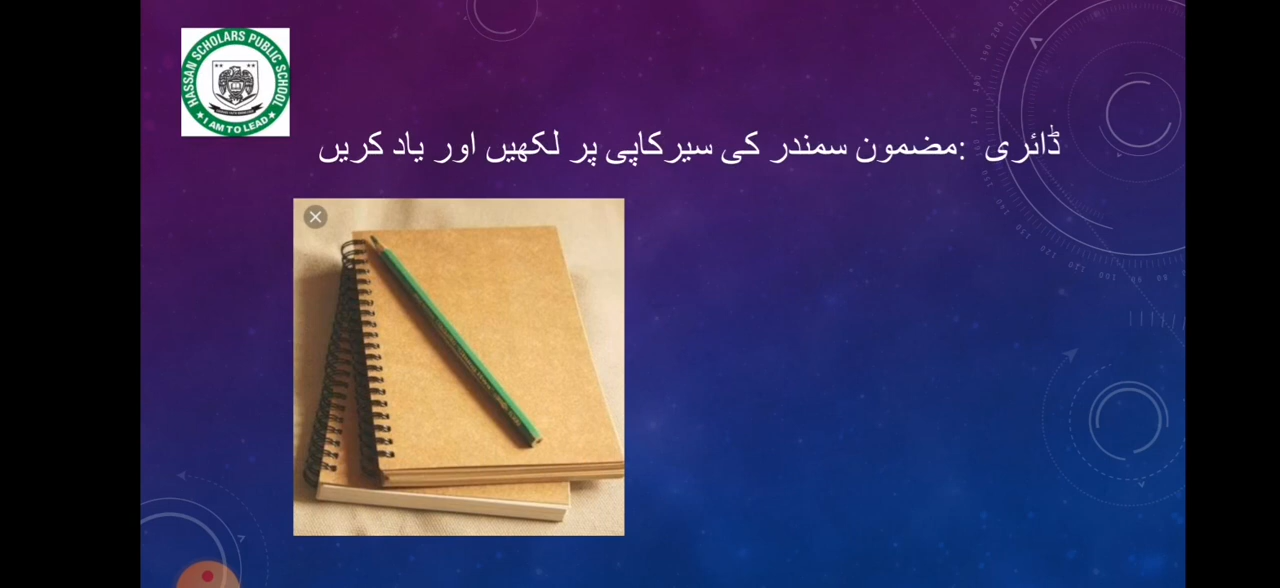 HASSAN SCHOLARS PUBLIC SCHOOL
★ I AM TO LEAD ★
ڈائری :مضمون سمندر کی سیرکاپی پر لکھیں اور یاد کریں